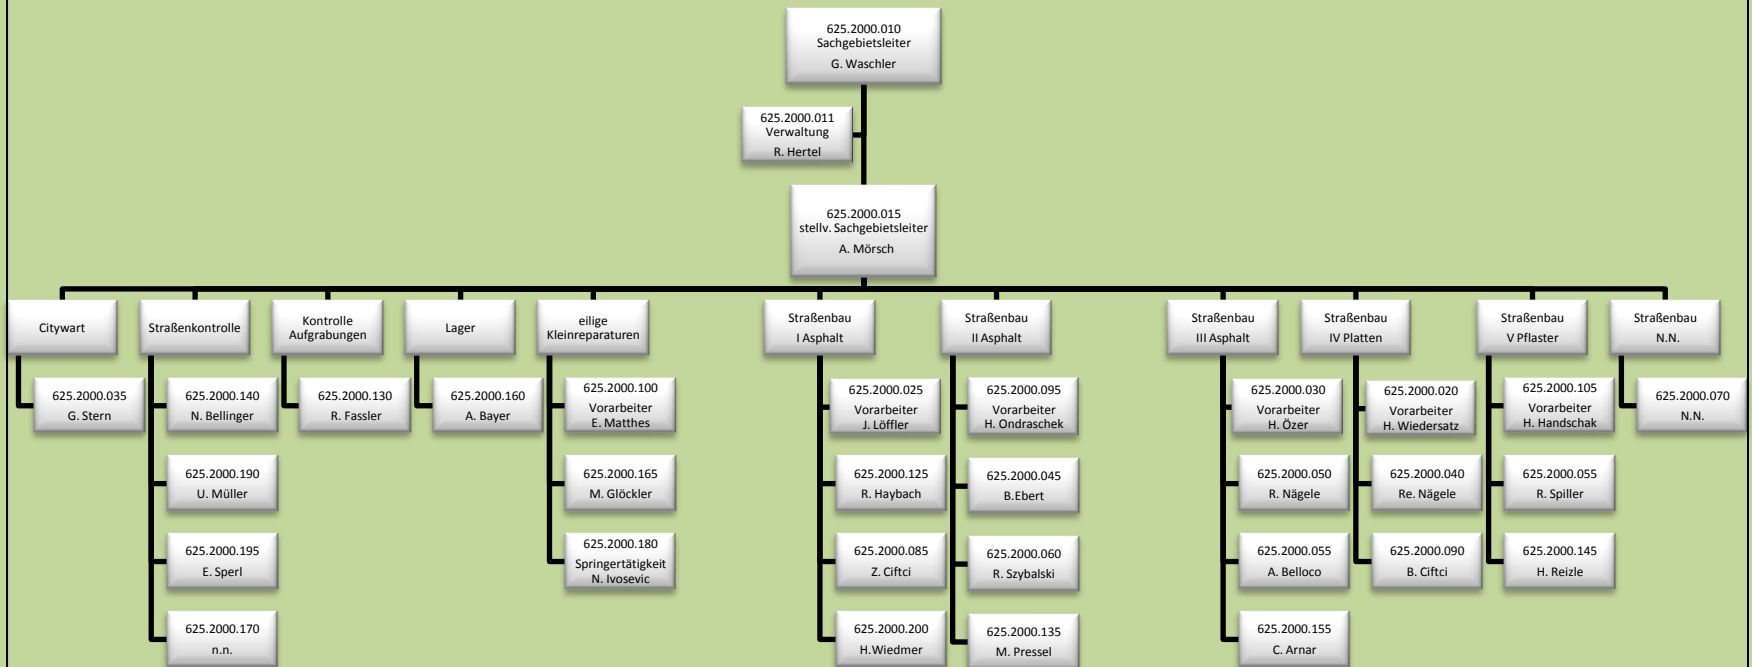 625.2000.010
Sachgebietsleiter
G. Waschler
625.2000.011
Verwaltung
R. Hertel
625.2000.015
stellv. Sachgebietsleiter
A. Mörsch
Citywart
625.2000.035
G. Stern
Straßenkontrolle
625.2000.140
N. Bellinger
625.2000.190
U. Müller
625.2000.195
E. Sperl
625.2000.170
n.n.
Kontrolle
Aufgrabungen
625.2000.130
R. Fassler
Lager
625.2000.160
A. Bayer
eilige
Kleinreparaturen
625.2000.100
Vorarbeiter
E. Matthes
625.2000.165
M. Glöckler
625.2000.180
Springertätigkeit
N. Ivosevic
Straßenbau
I Asphalt
625.2000.025
Vorarbeiter
J. Löffler
625.2000.125
R. Haybach
625.2000.085
Z. Ciftci
625.2000.200
H.Wiedmer
Straßenbau
II Asphalt
625.2000.095
Vorarbeiter
H. Ondraschek
625.2000.045
B.Ebert
625.2000.060
R. Szybalski
625.2000.135
M. Pressel
Straßenbau
III Asphalt
625.2000.030
Vorarbeiter
H. Özer
625.2000.050
R. Nägele
625.2000.055
A. Belloco
625.2000.155
C. Arnar
Straßenbau
IV Platten
625.2000.020
Vorarbeiter
H. Wiedersatz
625.2000.040
Re. Nägele
625.2000.090
B. Ciftci
Straßenbau
V Pflaster
625.2000.105
Vorarbeiter
H. Handschak
625.2000.055
R. Spiller
625.2000.145
H. Reizle
Straßenbau
N.N.
625.2000.070
N.N.